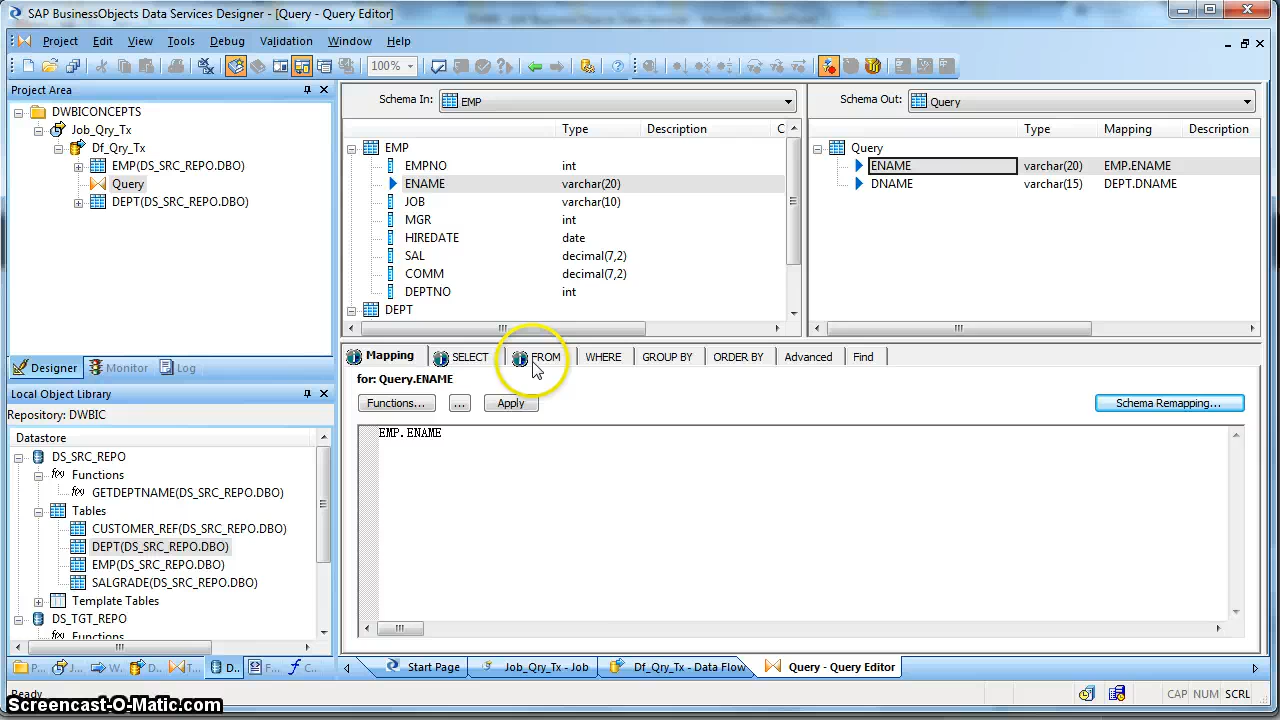 SAP BusinessObjects Data Services Designer - [Query - Query Editor]
Project Edit View Tools Debug Validation Window Help
100%
Project Area
DWBICONCEPTS
Job_Qry_Tx
Df_Qry_Tx
EMP(DS_SRC_REPO.DBO)
Query
DEPT(DS_SRC_REPO.DBO)
Designer Monitor Log
Local Object Library
Repository: DWBIC
Datastore
DS_SRC_REPO
Functions
GETDEPTNAME(DS_SRC_REPO.DBO)
Tables
CUSTOMER_REF(DS_SRC_REPO.DBO)
DEPT(DS_SRC_REPO.DBO)
EMP(DS_SRC_REPO.DBO)
SALGRADE(DS_SRC_REPO.DBO)
Template Tables
DS_TGT_REPO
Functions
P... J... W... D... T... D... F... C...
Schema In: EMP
Type Description C
EMP
EMPNO int
ENAME varchar(20)
JOB varchar(10)
MGR int
HIREDATE date
SAL decimal(7,2)
COMM decimal(7,2)
DEPTNO int
DEPT
Schema Out: Query
Type Mapping Description
Query
ENAME varchar(20) EMP.ENAME
DNAME varchar(15) DEPT.DNAME
Mapping SELECT FROM WHERE GROUP BY ORDER BY Advanced Find
for: Query.ENAME
Functions... ... Apply Schema Remapping...
EMP.ENAME
Start Page Job_Qry_Tx - Job Df_Qry_Tx - Data Flow Query - Query Editor
Ready CAP NUM SCRL
Screencast-O-Matic.com